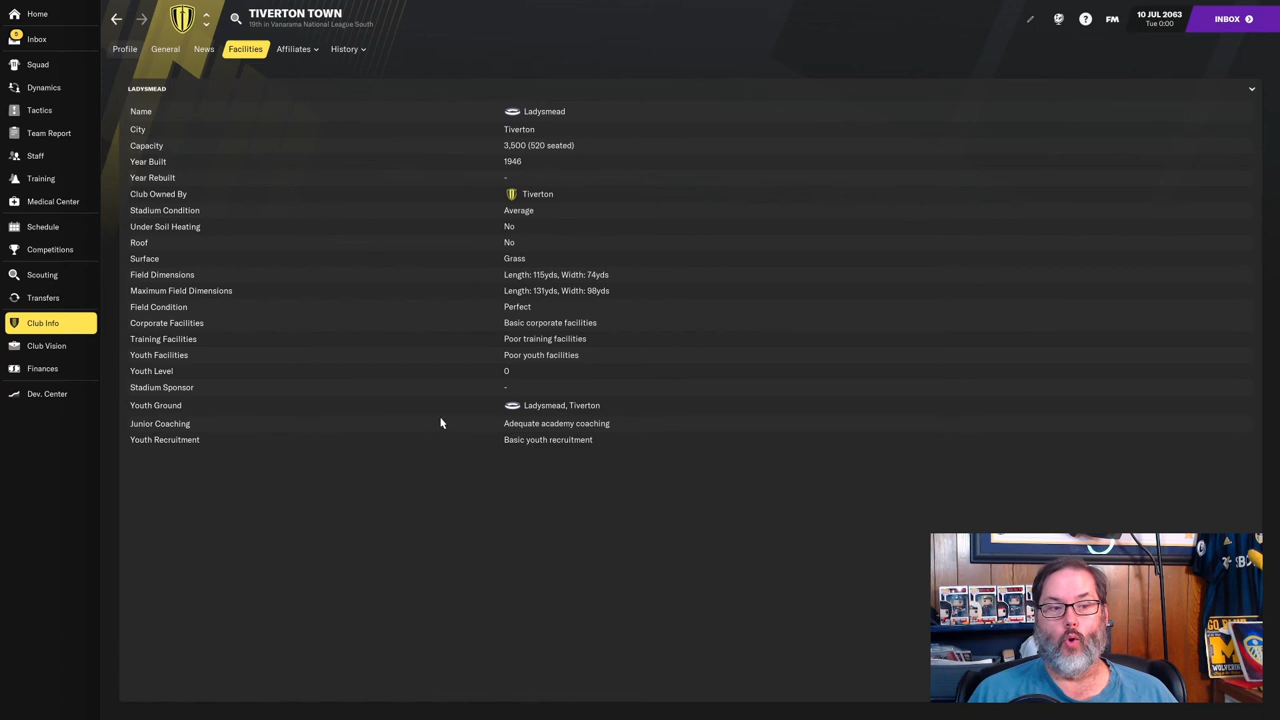 TIVERTON TOWN
19th in Vanarama National League South
FM
10 JUL 2063
Tue 0:00
INBOX
Home
5
Inbox
Squad
Dynamics
Tactics
Team Report
Staff
Training
Medical Center
Schedule
Competitions
Scouting
Transfers
Club Info
Club Vision
Finances
Dev. Center
Profile
General
News
Facilities
Affiliates
History
LADYSMEAD
Name Ladysmead
City Tiverton
Capacity 3,500 (520 seated)
Year Built 1946
Year Rebuilt -
Club Owned By Tiverton
Stadium Condition Average
Under Soil Heating No
Roof No
Surface Grass
Field Dimensions Length: 115yds, Width: 74yds
Maximum Field Dimensions Length: 131yds, Width: 98yds
Field Condition Perfect
Corporate Facilities Basic corporate facilities
Training Facilities Poor training facilities
Youth Facilities Poor youth facilities
Youth Level 0
Stadium Sponsor -
Youth Ground Ladysmead, Tiverton
Junior Coaching Adequate academy coaching
Youth Recruitment Basic youth recruitment
GO BLUE
M